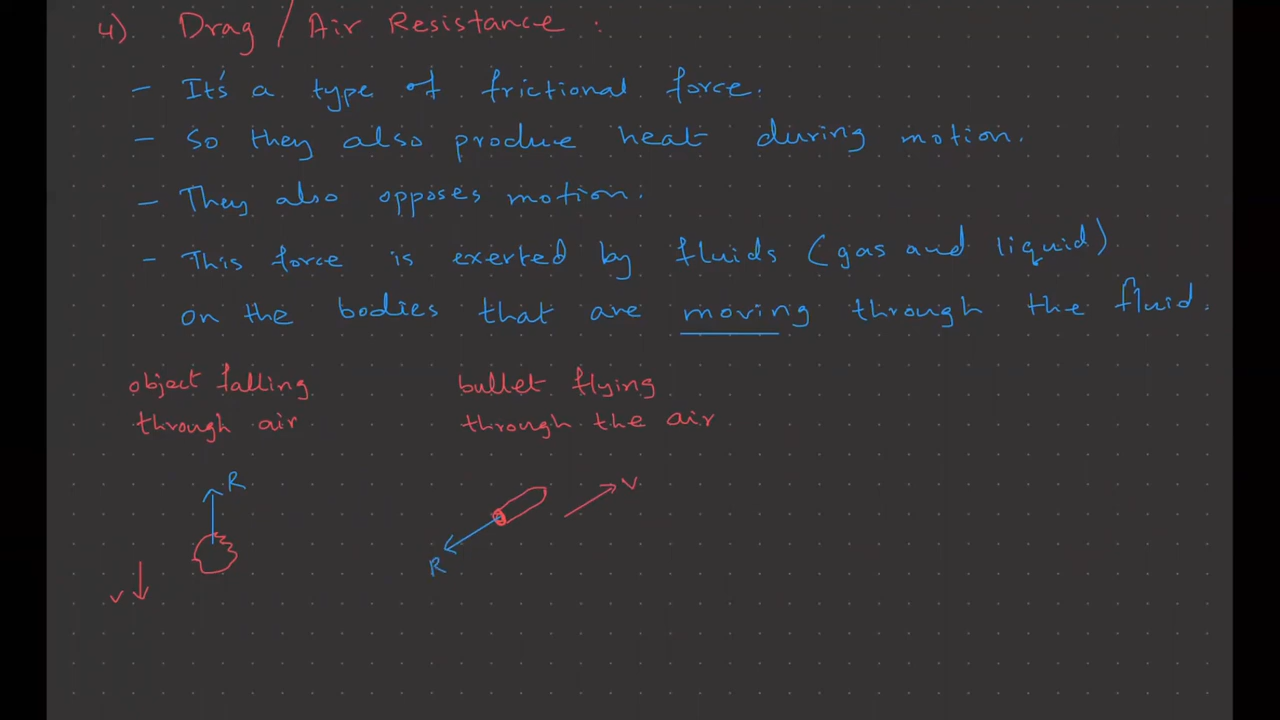 4). Drag / Air Resistance :
- It's a type of frictional force.
- So they also produce heat during motion.
- They also opposes motion.
- This force is exerted by fluids (gas and liquid)
on the bodies that are moving through the fluid.
object falling
through air
bullet flying
through the air
R
v
v
R